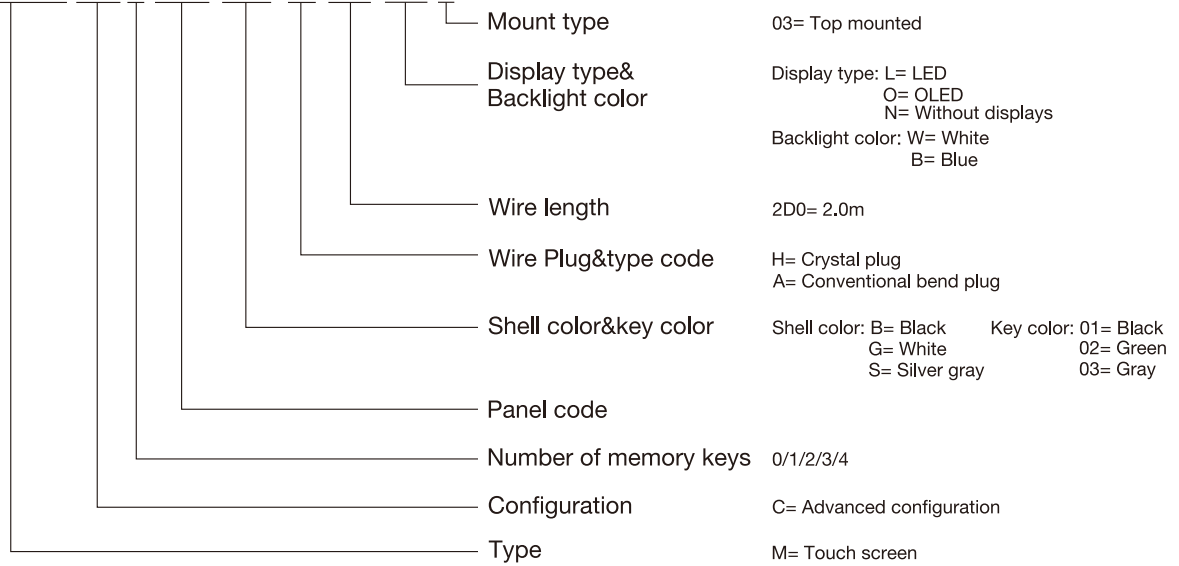 Mount type 03= Top mounted
Display type& Display type: L= LED
Backlight color O= OLED
N= Without displays
Backlight color: W= White
B= Blue
Wire length 2D0= 2.0m
Wire Plug&type code H= Crystal plug
A= Conventional bend plug
Shell color&key color Shell color: B= Black Key color: 01= Black
G= White 02= Green
S= Silver gray 03= Gray
Panel code
Number of memory keys 0/1/2/3/4
Configuration C= Advanced configuration
Type M= Touch screen